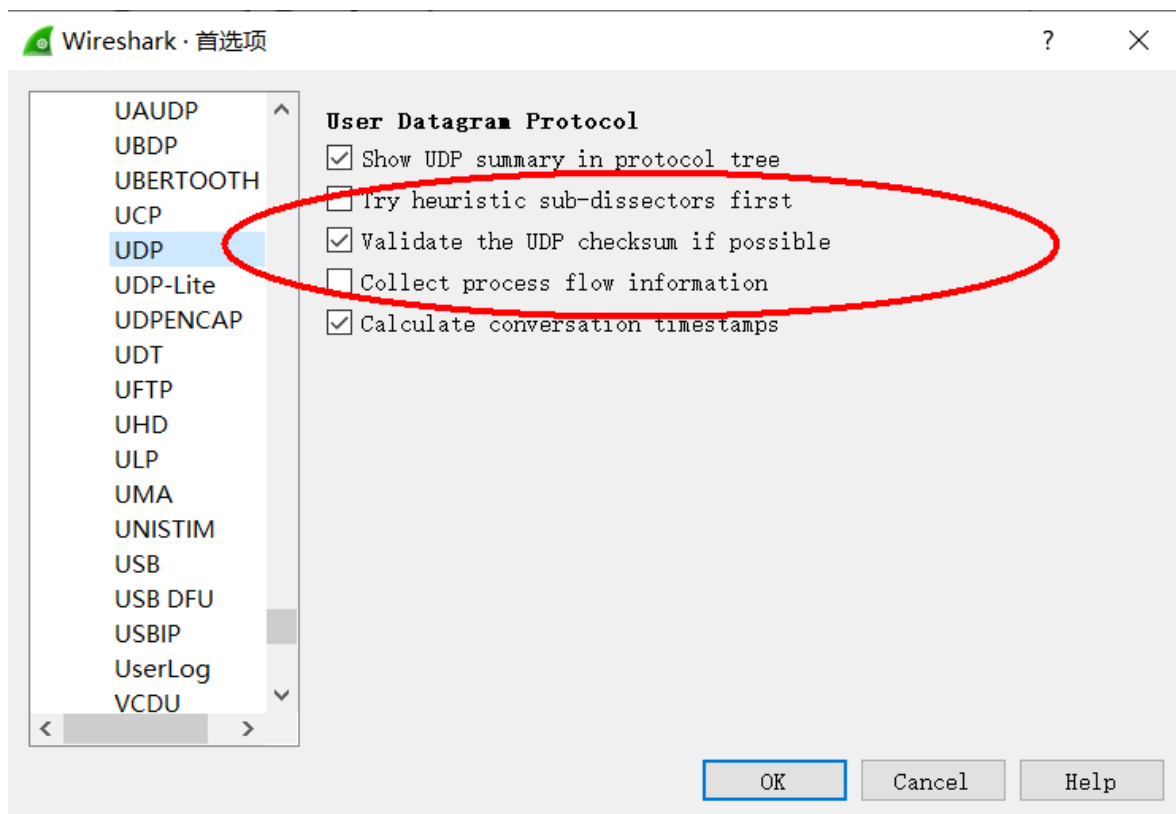 Wireshark · 首选项
?
UAUDP
UBDP
UBERTOOTH
UCP
UDP
UDP-Lite
UDPENCAP
UDT
UFTP
UHD
ULP
UMA
UNISTIM
USB
USB DFU
USBIP
UserLog
VCDU
User Datagram Protocol
Show UDP summary in protocol tree
Try heuristic sub-dissectors first
Validate the UDP checksum if possible
Collect process flow information
Calculate conversation timestamps
OK
Cancel
Help